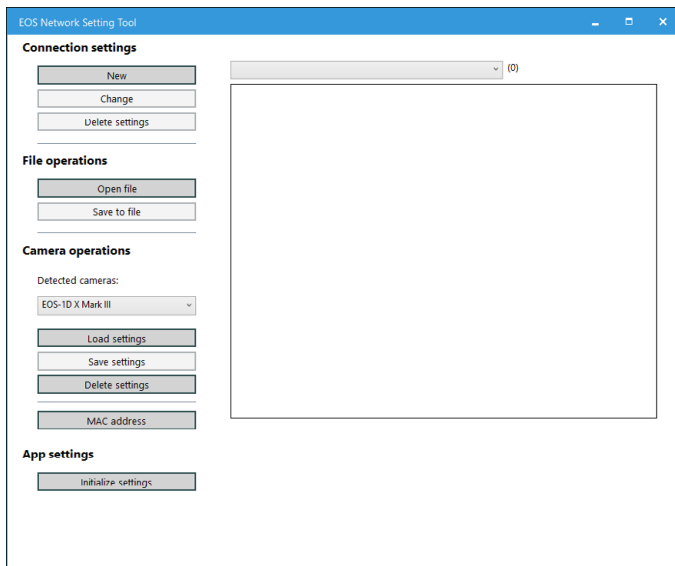 EOS Network Setting Tool
Connection settings
New
(0)
Change
Delete settings
File operations
Open file
Save to file
Camera operations
Detected cameras:
EOS-1D X Mark III
Load settings
Save settings
Delete settings
MAC address
App settings
Initialize settings